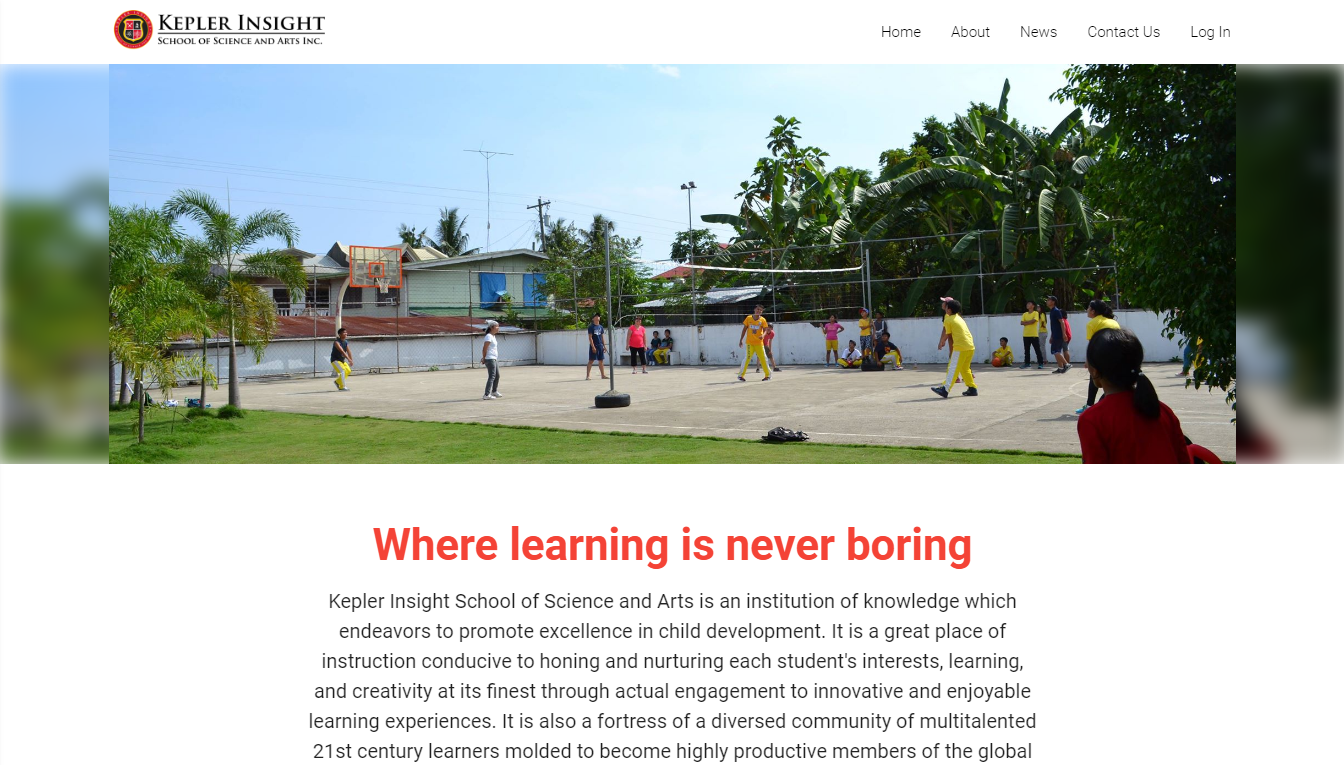 KEPLER INSIGHT
SCHOOL OF SCIENCE AND ARTS INC.
Home About News Contact Us Log In
Where learning is never boring
Kepler Insight School of Science and Arts is an institution of knowledge which
endeavors to promote excellence in child development. It is a great place of
instruction conducive to honing and nurturing each student's interests, learning,
and creativity at its finest through actual engagement to innovative and enjoyable
learning experiences. It is also a fortress of a diversed community of multitalented
21st century learners molded to become highly productive members of the global